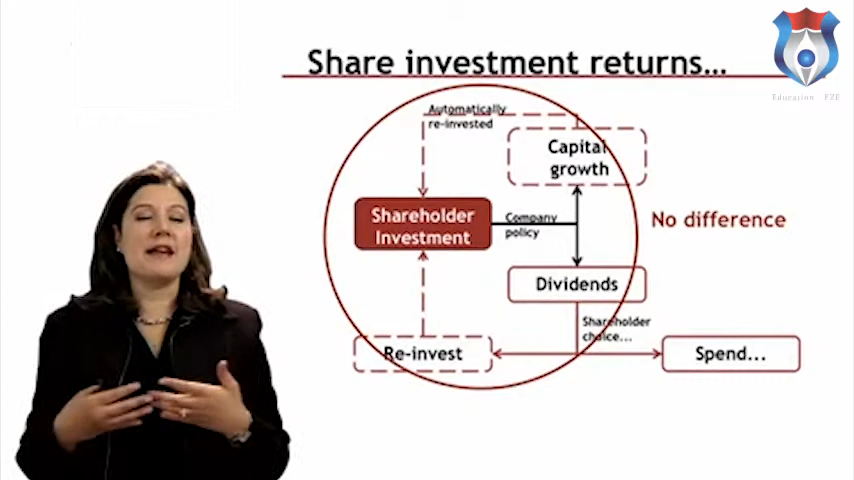 Share investment returns...
Education FZE
Automatically
re-invested
Capital
growth
Shareholder
Investment
Company
policy
No difference
Dividends
Shareholder
choice...
Re-invest
Spend...